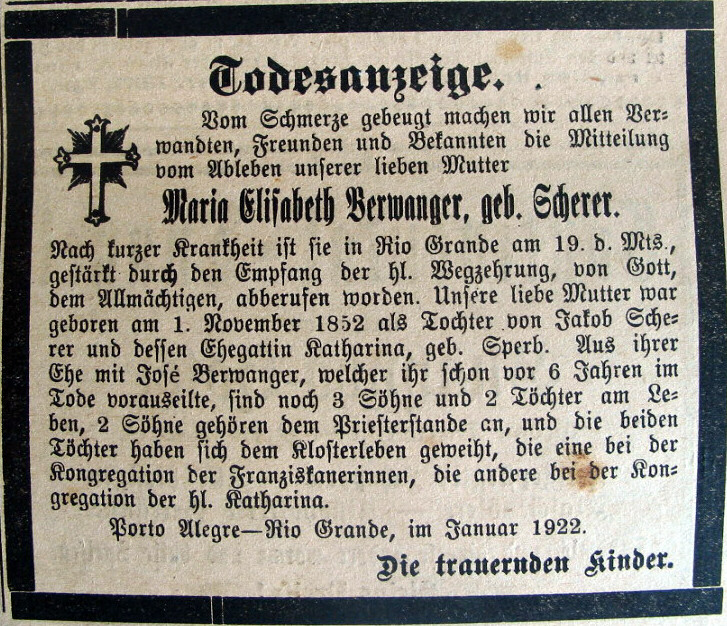 Todesanzeige.
Vom Schmerze gebeugt machen wir allen Ver-
wandten, Freunden und Bekannten die Mitteilung
vom Ableben unserer lieben Mutter
Maria Elisabeth Berwanger, geb. Scherer.
Nach kurzer Krankheit ist sie in Rio Grande am 19. d. Mts.,
gestärkt durch den Empfang der hl. Wegzehrung, von Gott,
dem Allmächtigen, abberufen worden. Unsere liebe Mutter war
geboren am 1. November 1852 als Tochter von Jakob Sche-
rer und dessen Ehegattin Katharina, geb. Sperb. Aus ihrer
Ehe mit José Berwanger, welcher ihr schon vor 6 Jahren im
Tode vorauseilte, sind noch 3 Söhne und 2 Töchter am Le-
ben, 2 Söhne gehören dem Priesterstande an, und die beiden
Töchter haben sich dem Klosterleben geweiht, die eine bei der
Kongregation der Franziskanerinnen, die andere bei der Kon-
gregation der hl. Katharina.
Porto Alegre—Rio Grande, im Januar 1922.
Die trauernden Kinder.